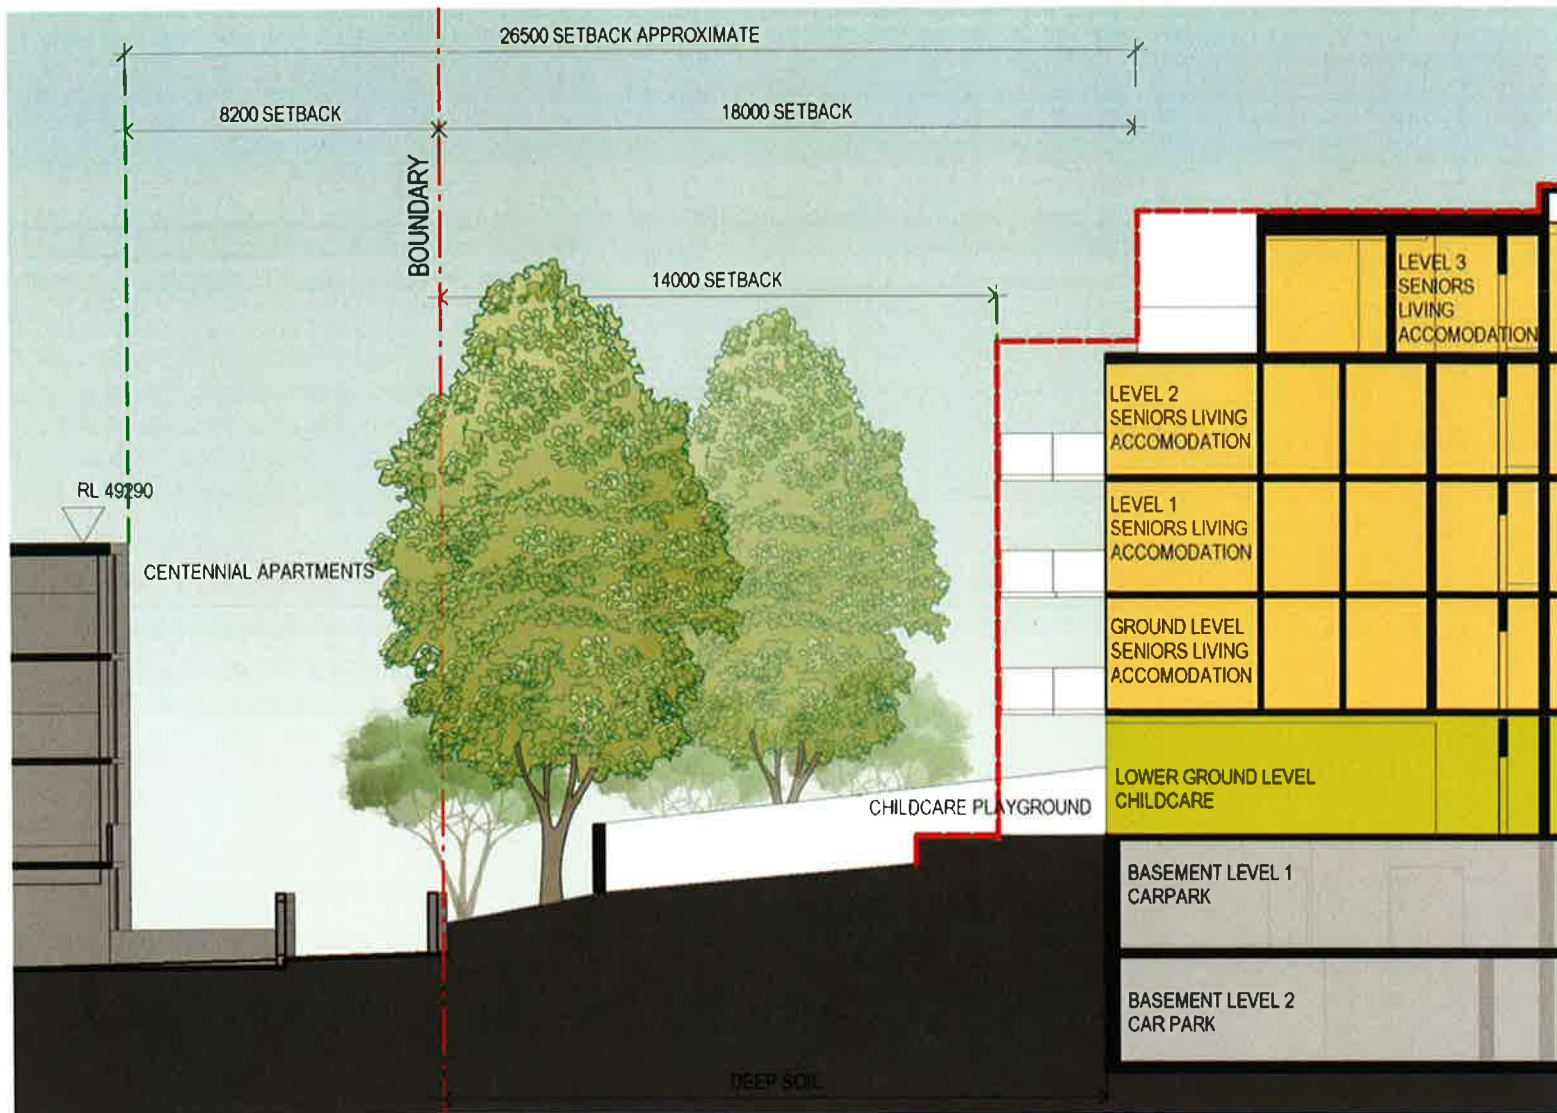 26500 SETBACK APPROXIMATE
8200 SETBACK
18000 SETBACK
BOUNDARY
14000 SETBACK
LEVEL 3
SENIORS
LIVING
ACCOMODATION
LEVEL 2
SENIORS LIVING
ACCOMODATION
RL 49290
LEVEL 1
SENIORS LIVING
ACCOMODATION
CENTENNIAL APARTMENTS
GROUND LEVEL
SENIORS LIVING
ACCOMODATION
LOWER GROUND LEVEL
CHILDCARE
CHILDCARE PLAYGROUND
BASEMENT LEVEL 1
CARPARK
BASEMENT LEVEL 2
CAR PARK
DEEP SOIL